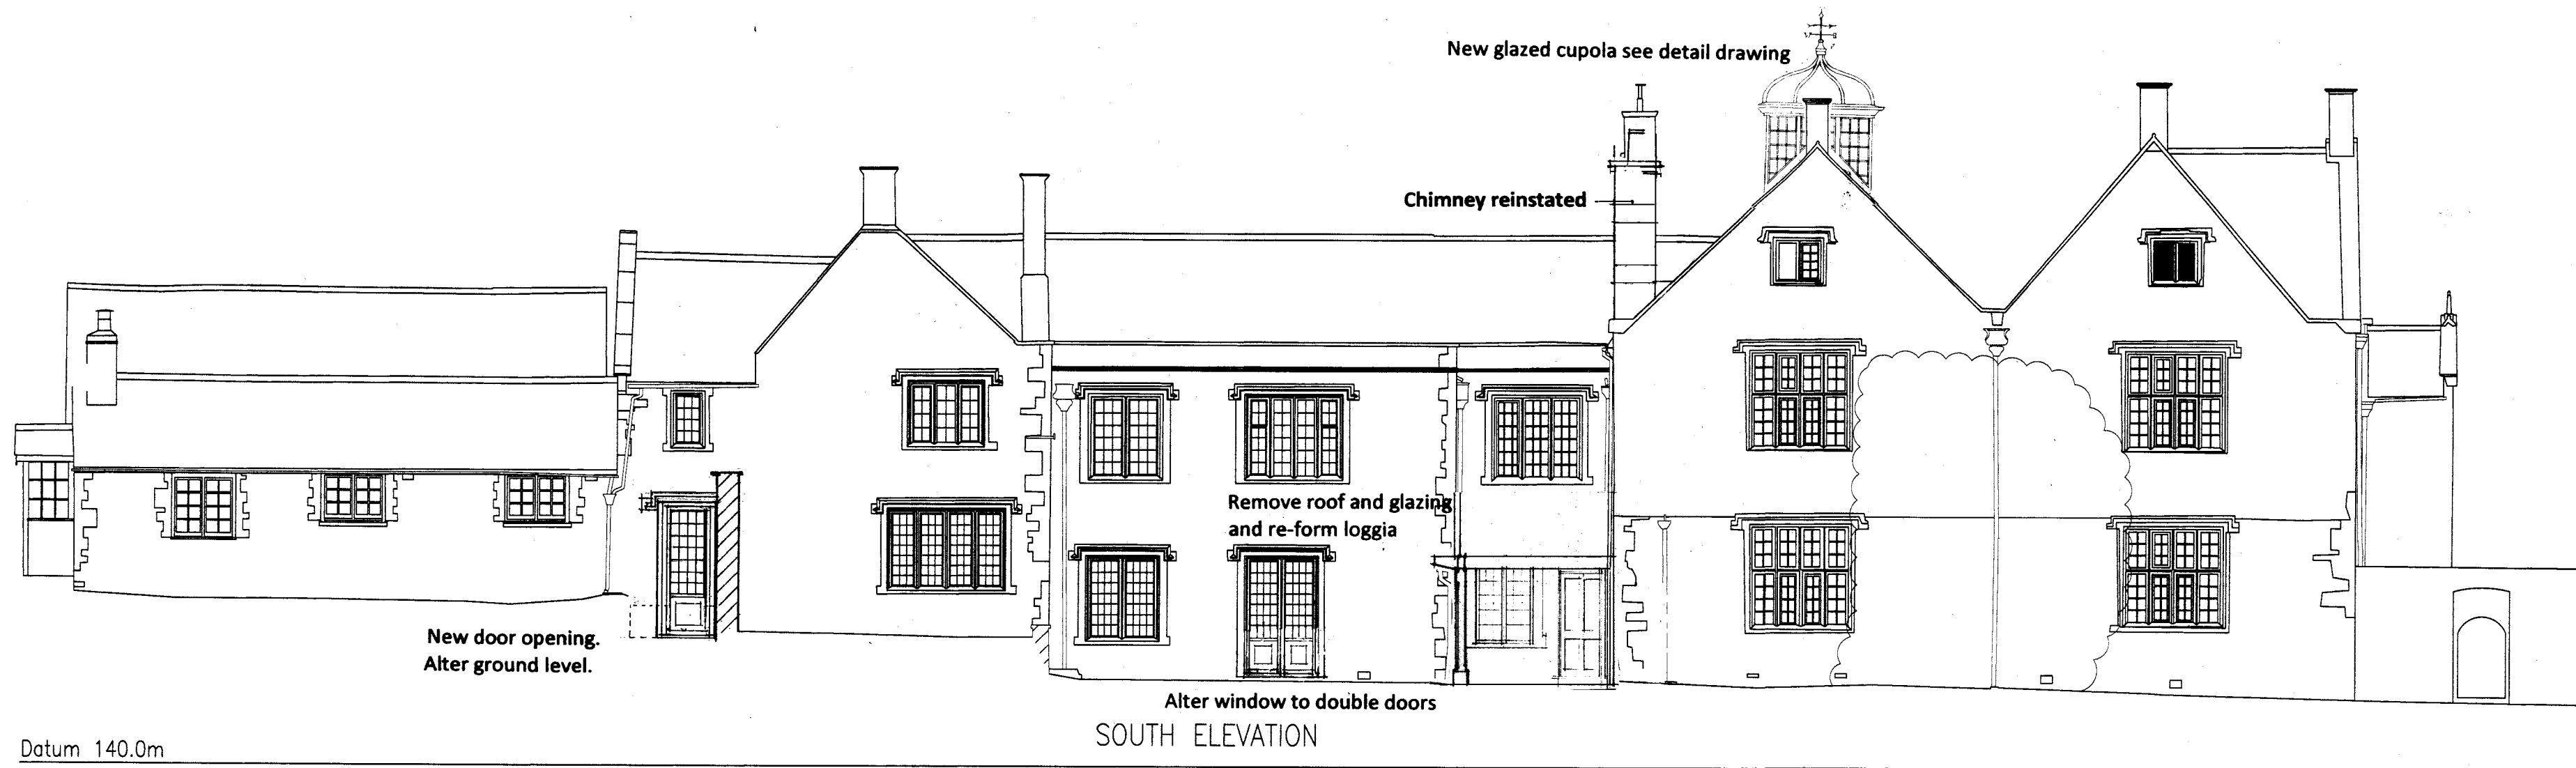 New glazed cupola see detail drawing
Chimney reinstated
Remove roof and glazing
and re-form loggia
New door opening.
Alter ground level.
Alter window to double doors
SOUTH ELEVATION
Datum 140.0m